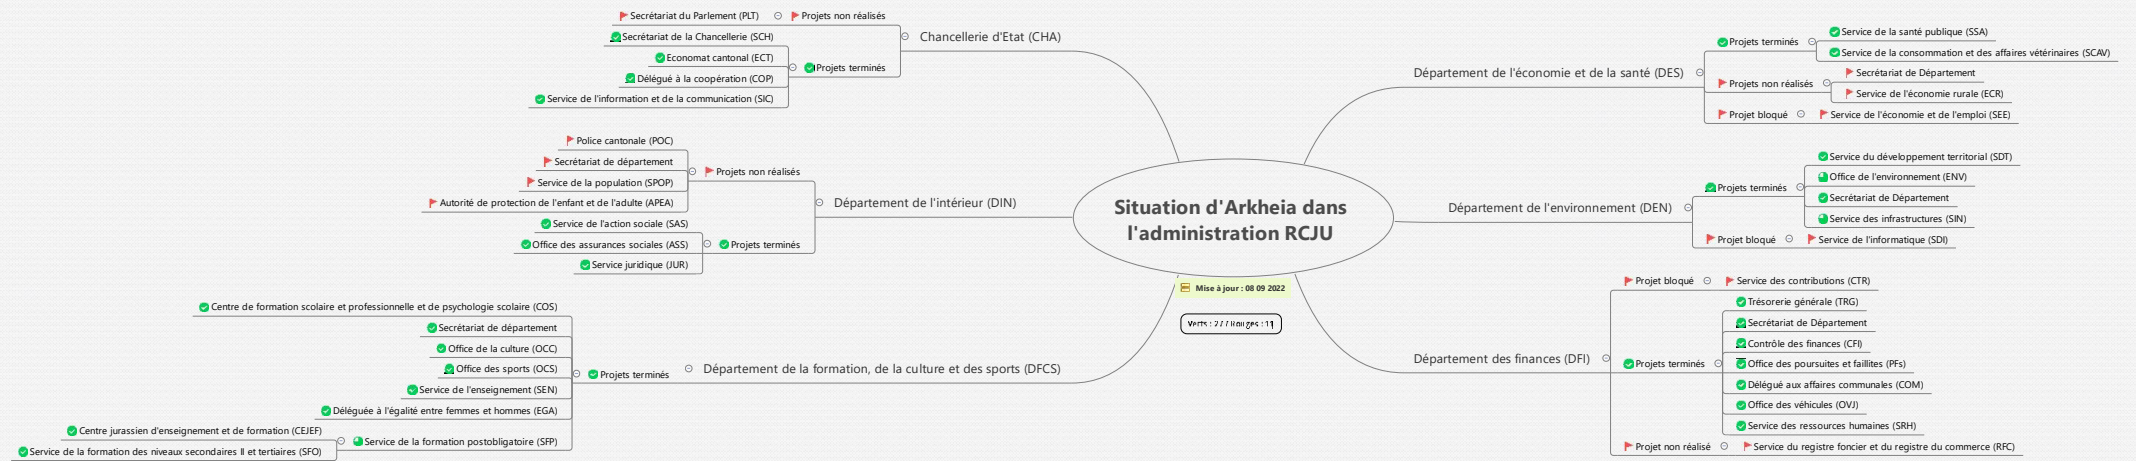 Situation d'Arkheia dans
l'administration RCJU
Mise à jour : 08 09 2022
Verts : 27 / Rouges : 11
Chancellerie d'Etat (CHA)
Projets non réalisés
Secrétariat du Parlement (PLT)
Projets terminés
Secrétariat de la Chancellerie (SCH)
Economat cantonal (ECT)
Délégué à la coopération (COP)
Service de l'information et de la communication (SIC)
Département de l'intérieur (DIN)
Projets non réalisés
Police cantonale (POC)
Secrétariat de département
Service de la population (SPOP)
Autorité de protection de l'enfant et de l'adulte (APEA)
Projets terminés
Service de l'action sociale (SAS)
Office des assurances sociales (ASS)
Service juridique (JUR)
Département de la formation, de la culture et des sports (DFCS)
Projets terminés
Centre de formation scolaire et professionnelle et de psychologie scolaire (COS)
Secrétariat de département
Office de la culture (OCC)
Office des sports (OCS)
Service de l'enseignement (SEN)
Déléguée à l'égalité entre femmes et hommes (EGA)
Service de la formation postobligatoire (SFP)
Centre jurassien d'enseignement et de formation (CEJEF)
Service de la formation des niveaux secondaires II et tertiaires (SFO)
Département de l'économie et de la santé (DES)
Projets terminés
Service de la santé publique (SSA)
Service de la consommation et des affaires vétérinaires (SCAV)
Projets non réalisés
Secrétariat de Département
Service de l'économie rurale (ECR)
Projet bloqué
Service de l'économie et de l'emploi (SEE)
Département de l'environnement (DEN)
Projets terminés
Service du développement territorial (SDT)
Office de l'environnement (ENV)
Secrétariat de Département
Service des infrastructures (SIN)
Projet bloqué
Service de l'informatique (SDI)
Département des finances (DFI)
Projet bloqué
Service des contributions (CTR)
Projets terminés
Trésorerie générale (TRG)
Secrétariat de Département
Contrôle des finances (CFI)
Office des poursuites et faillites (PFs)
Délégué aux affaires communales (COM)
Office des véhicules (OVJ)
Service des ressources humaines (SRH)
Projet non réalisé
Service du registre foncier et du registre du commerce (RFC)